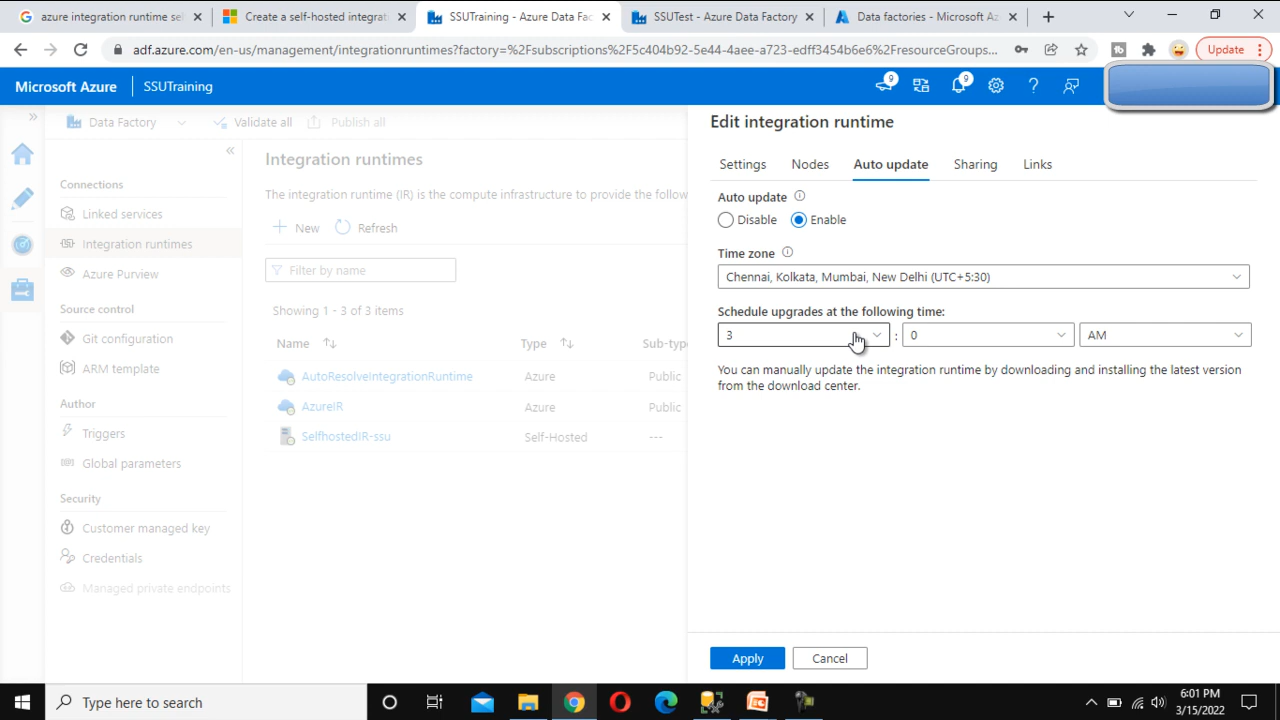 azure integration runtime se
Create a self-hosted integrati
SSUTraining - Azure Data Fac
SSUTest - Azure Data Factory
Data factories - Microsoft Az
adf.azure.com/en-us/management/integrationruntimes?factory=%2Fsubscriptions%2F5c404b92-5e44-4aee-a723-edff3454b6e6%2FresourceGroups...
Update
Microsoft Azure
SSUTraining
9
9
Data Factory
Validate all
Publish all
Connections
Linked services
Integration runtimes
Azure Purview
Source control
Git configuration
ARM template
Author
Triggers
Global parameters
Security
Customer managed key
Credentials
Managed private endpoints
Integration runtimes
The integration runtime (IR) is the compute infrastructure to provide the follow
New
Refresh
Filter by name
Showing 1 - 3 of 3 items
Name Type Sub-type
AutoResolveIntegrationRuntime Azure Public
AzureIR Azure Public
SelfhostedIR-ssu Self-Hosted ---
Edit integration runtime
Settings Nodes Auto update Sharing Links
Auto update
Disable Enable
Time zone
Chennai, Kolkata, Mumbai, New Delhi (UTC+5:30)
Schedule upgrades at the following time:
3 : 0 AM
You can manually update the integration runtime by downloading and installing the latest version
from the download center.
Apply Cancel
Type here to search
6:01 PM
3/15/2022